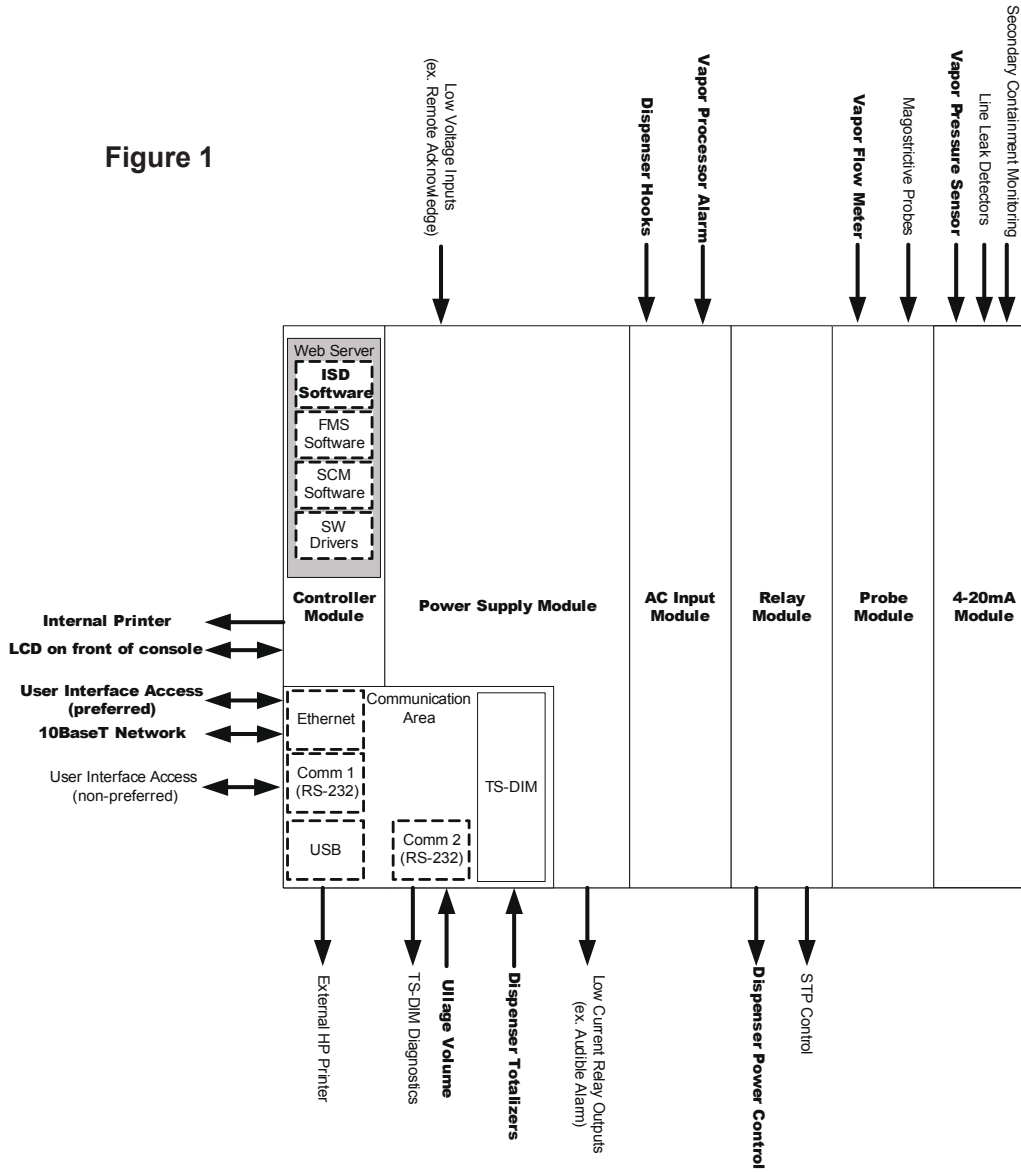 Figure 1
Low Voltage Inputs
(ex. Remote Acknowledge)
Dispenser Hooks
Vapor Processor Alarm
Vapor Flow Meter
Magostrictive Probes
Vapor Pressure Sensor
Line Leak Detectors
Secondary Containment Monitoring
Web Server
ISD
Software
FMS
Software
SCM
Software
SW
Drivers
Controller
Module
Power Supply Module
AC Input
Module
Relay
Module
Probe
Module
4-20mA
Module
Internal Printer
LCD on front of console
User Interface Access
(preferred)
10BaseT Network
User Interface Access
(non-preferred)
Ethernet
Communication
Area
Comm 1
(RS-232)
USB
Comm 2
(RS-232)
TS-DIM
External HP Printer
TS-DIM Diagnostics
Ullage Volume
Dispenser Totalizers
Low Current Relay Outputs
(ex. Audible Alarm)
Dispenser Power Control
STP Control